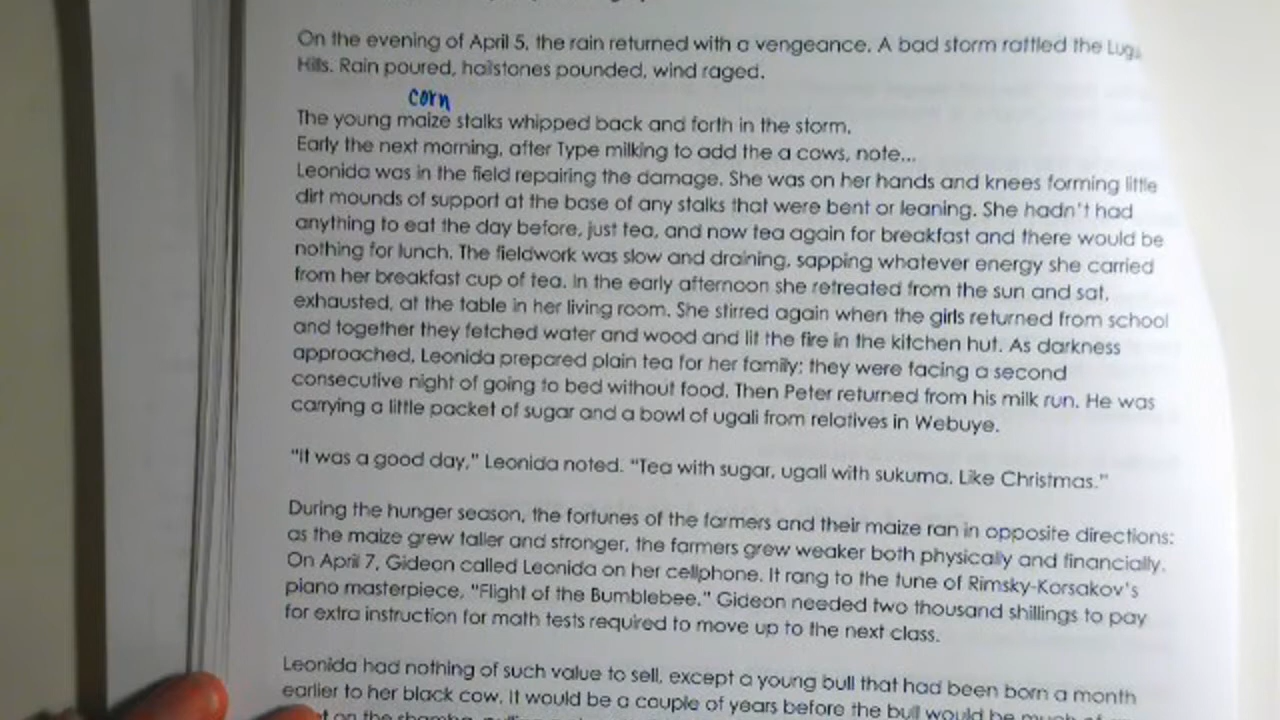 On the evening of April 5, the rain returned with a vengeance. A bad storm rattled the
Hills. Rain poured, hailstones pounded, wind raged.
corn
The young maize stalks whipped back and forth in the storm.
Early the next morning, after Type milking to add the a cows, note...
Leonida was in the field repairing the damage. She was on her hands and knees forming little
dirt mounds of support at the base of any stalks that were bent or leaning. She hadn't had
anything to eat the day before, just tea, and now tea again for breakfast and there would be
nothing for lunch. The fieldwork was slow and draining, sapping whatever energy she carried
from her breakfast cup of tea. In the early afternoon she retreated from the sun and sat,
exhausted, at the table in her living room. She stirred again when the girls returned from school
and together they fetched water and wood and lit the fire in the kitchen hut. As darkness
approached, Leonida prepared plain tea for her family; they were facing a second
consecutive night of going to bed without food. Then Peter returned from his milk run. He was
carrying a little packet of sugar and a bowl of ugali from relatives in Webuye.
"It was a good day," Leonida noted. "Tea with sugar, ugali with sukuma. Like Christmas."
During the hunger season, the fortunes of the farmers and their maize ran in opposite directions:
as the maize grew taller and stronger, the farmers grew weaker both physically and financially.
On April 7, Gideon called Leonida on her cellphone. It rang to the tune of Rimsky-Korsakov's
piano masterpiece, "Flight of the Bumblebee." Gideon needed two thousand shillings to pay
for extra instruction for math tests required to move up to the next class.
Leonida had nothing of such value to sell, except a young bull that had been born a month
earlier to her black cow. It would be a couple of years before the bull would be
on the